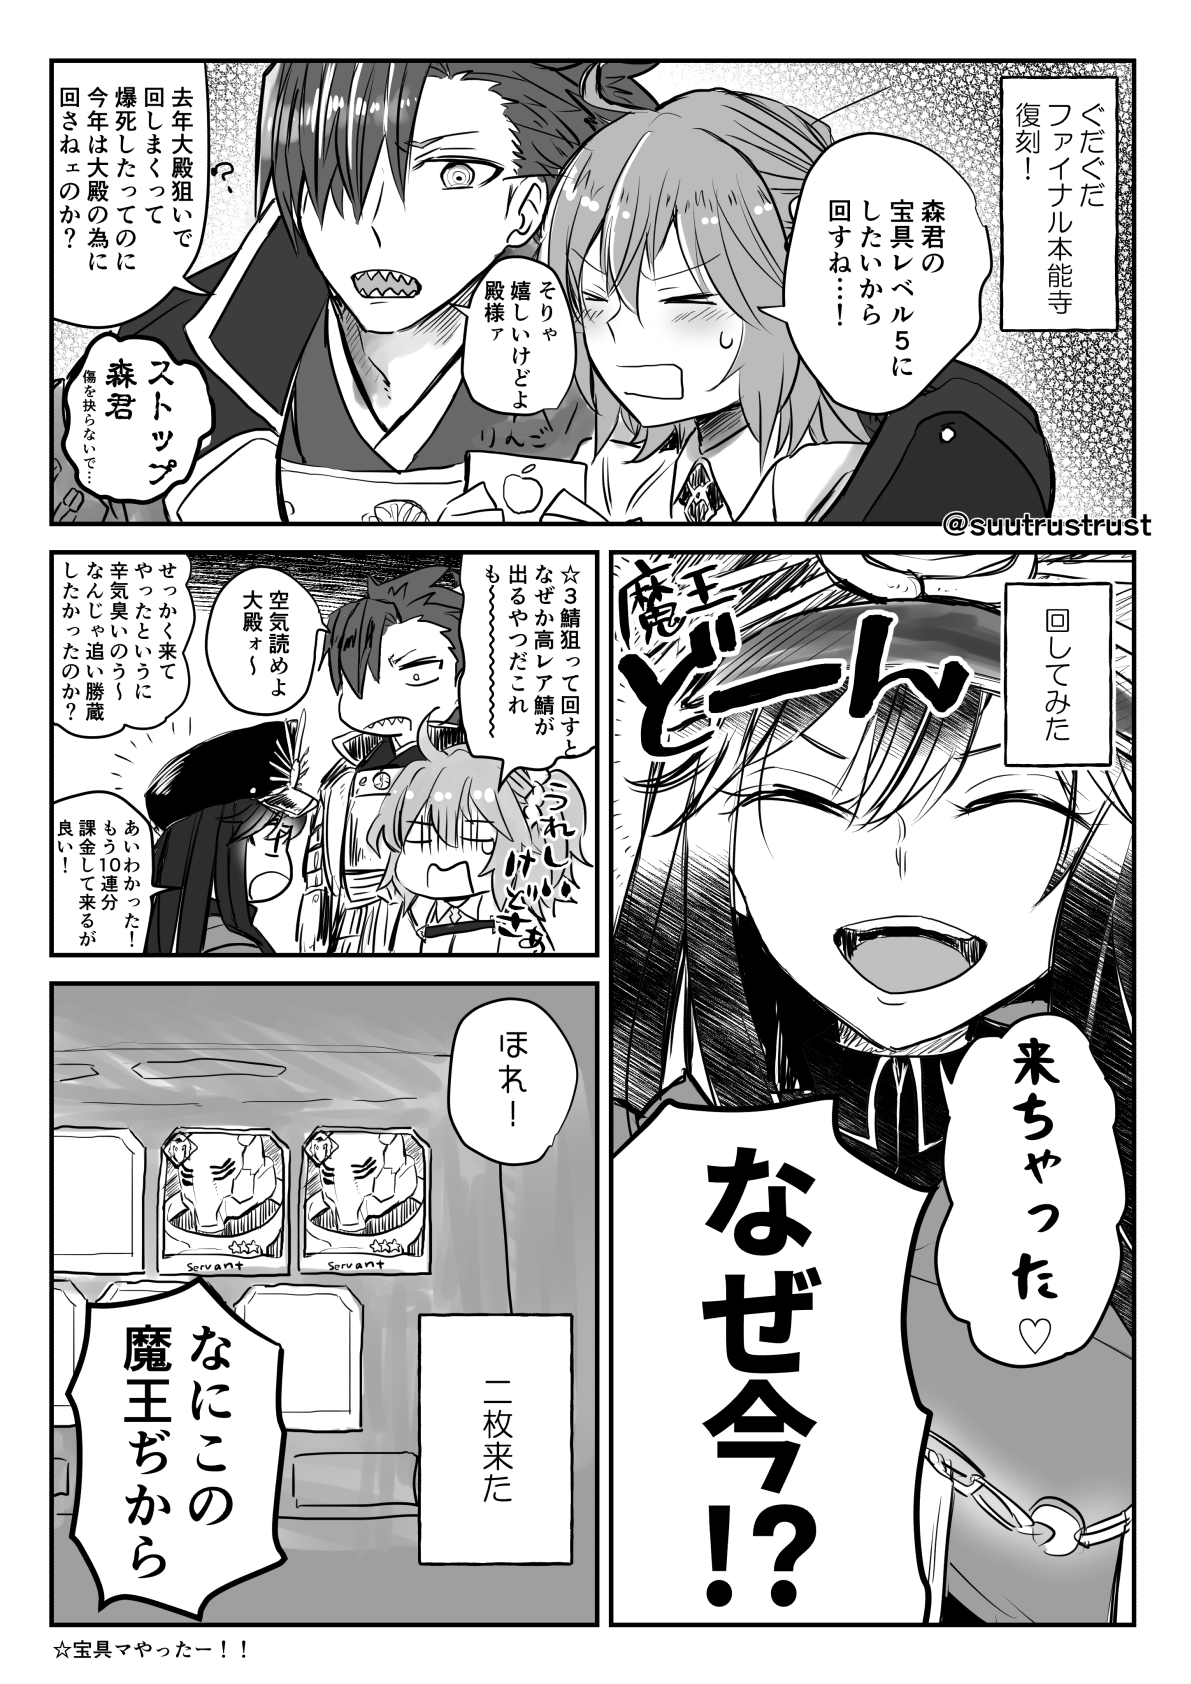 ぐだぐだ
ファイナル本能寺
復刻！
森君の
宝具レベル５に
したいから
回すね…！
そりゃ
嬉しいけどよ
殿様ァ
去年大殿狙いで
回しまくって
爆死したってのに
今年は大殿の為に
回さねェのか？
ストップ
森君
傷を抉らないで…
りんご
@suutrustrust
回してみた
魔王
どーん
来ちゃった♡
なぜ今!?
☆３鯖狙って回すと
なぜか高レア鯖が
出るやつだこれ
も～～～～～～～
うれしい
けどさぁ
空気読めよ
大殿ォ～
せっかく来て
やったというに
辛気臭いのう～
なんじゃ追い勝蔵
したかったのか？
あいわかった！
もう10連分
課金して来るが
良い！
ほれ！
Servant
Servant
二枚来た
なにこの
魔王ぢから
☆宝具マやったー！！